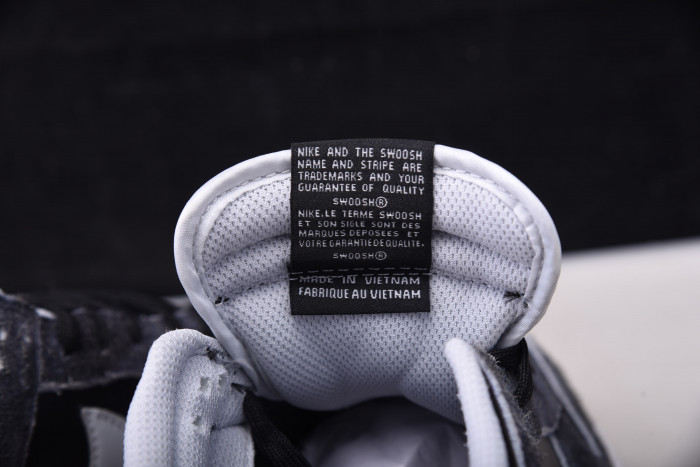 NIKE AND THE SWOOSH
NAME AND STRIPE ARE
TRADEMARKS AND YOUR
GUARANTEE OF QUALITY
SWOOSH®
NIKE.LE TERME SWOOSH
ET SON SIGLE SONT DES
MARQUES DEPOSEES ET
VOTRE GARANTIE DE QUALITE.
SWOOSH®
MADE IN VIETNAM
FABRIQUE AU VIETNAM